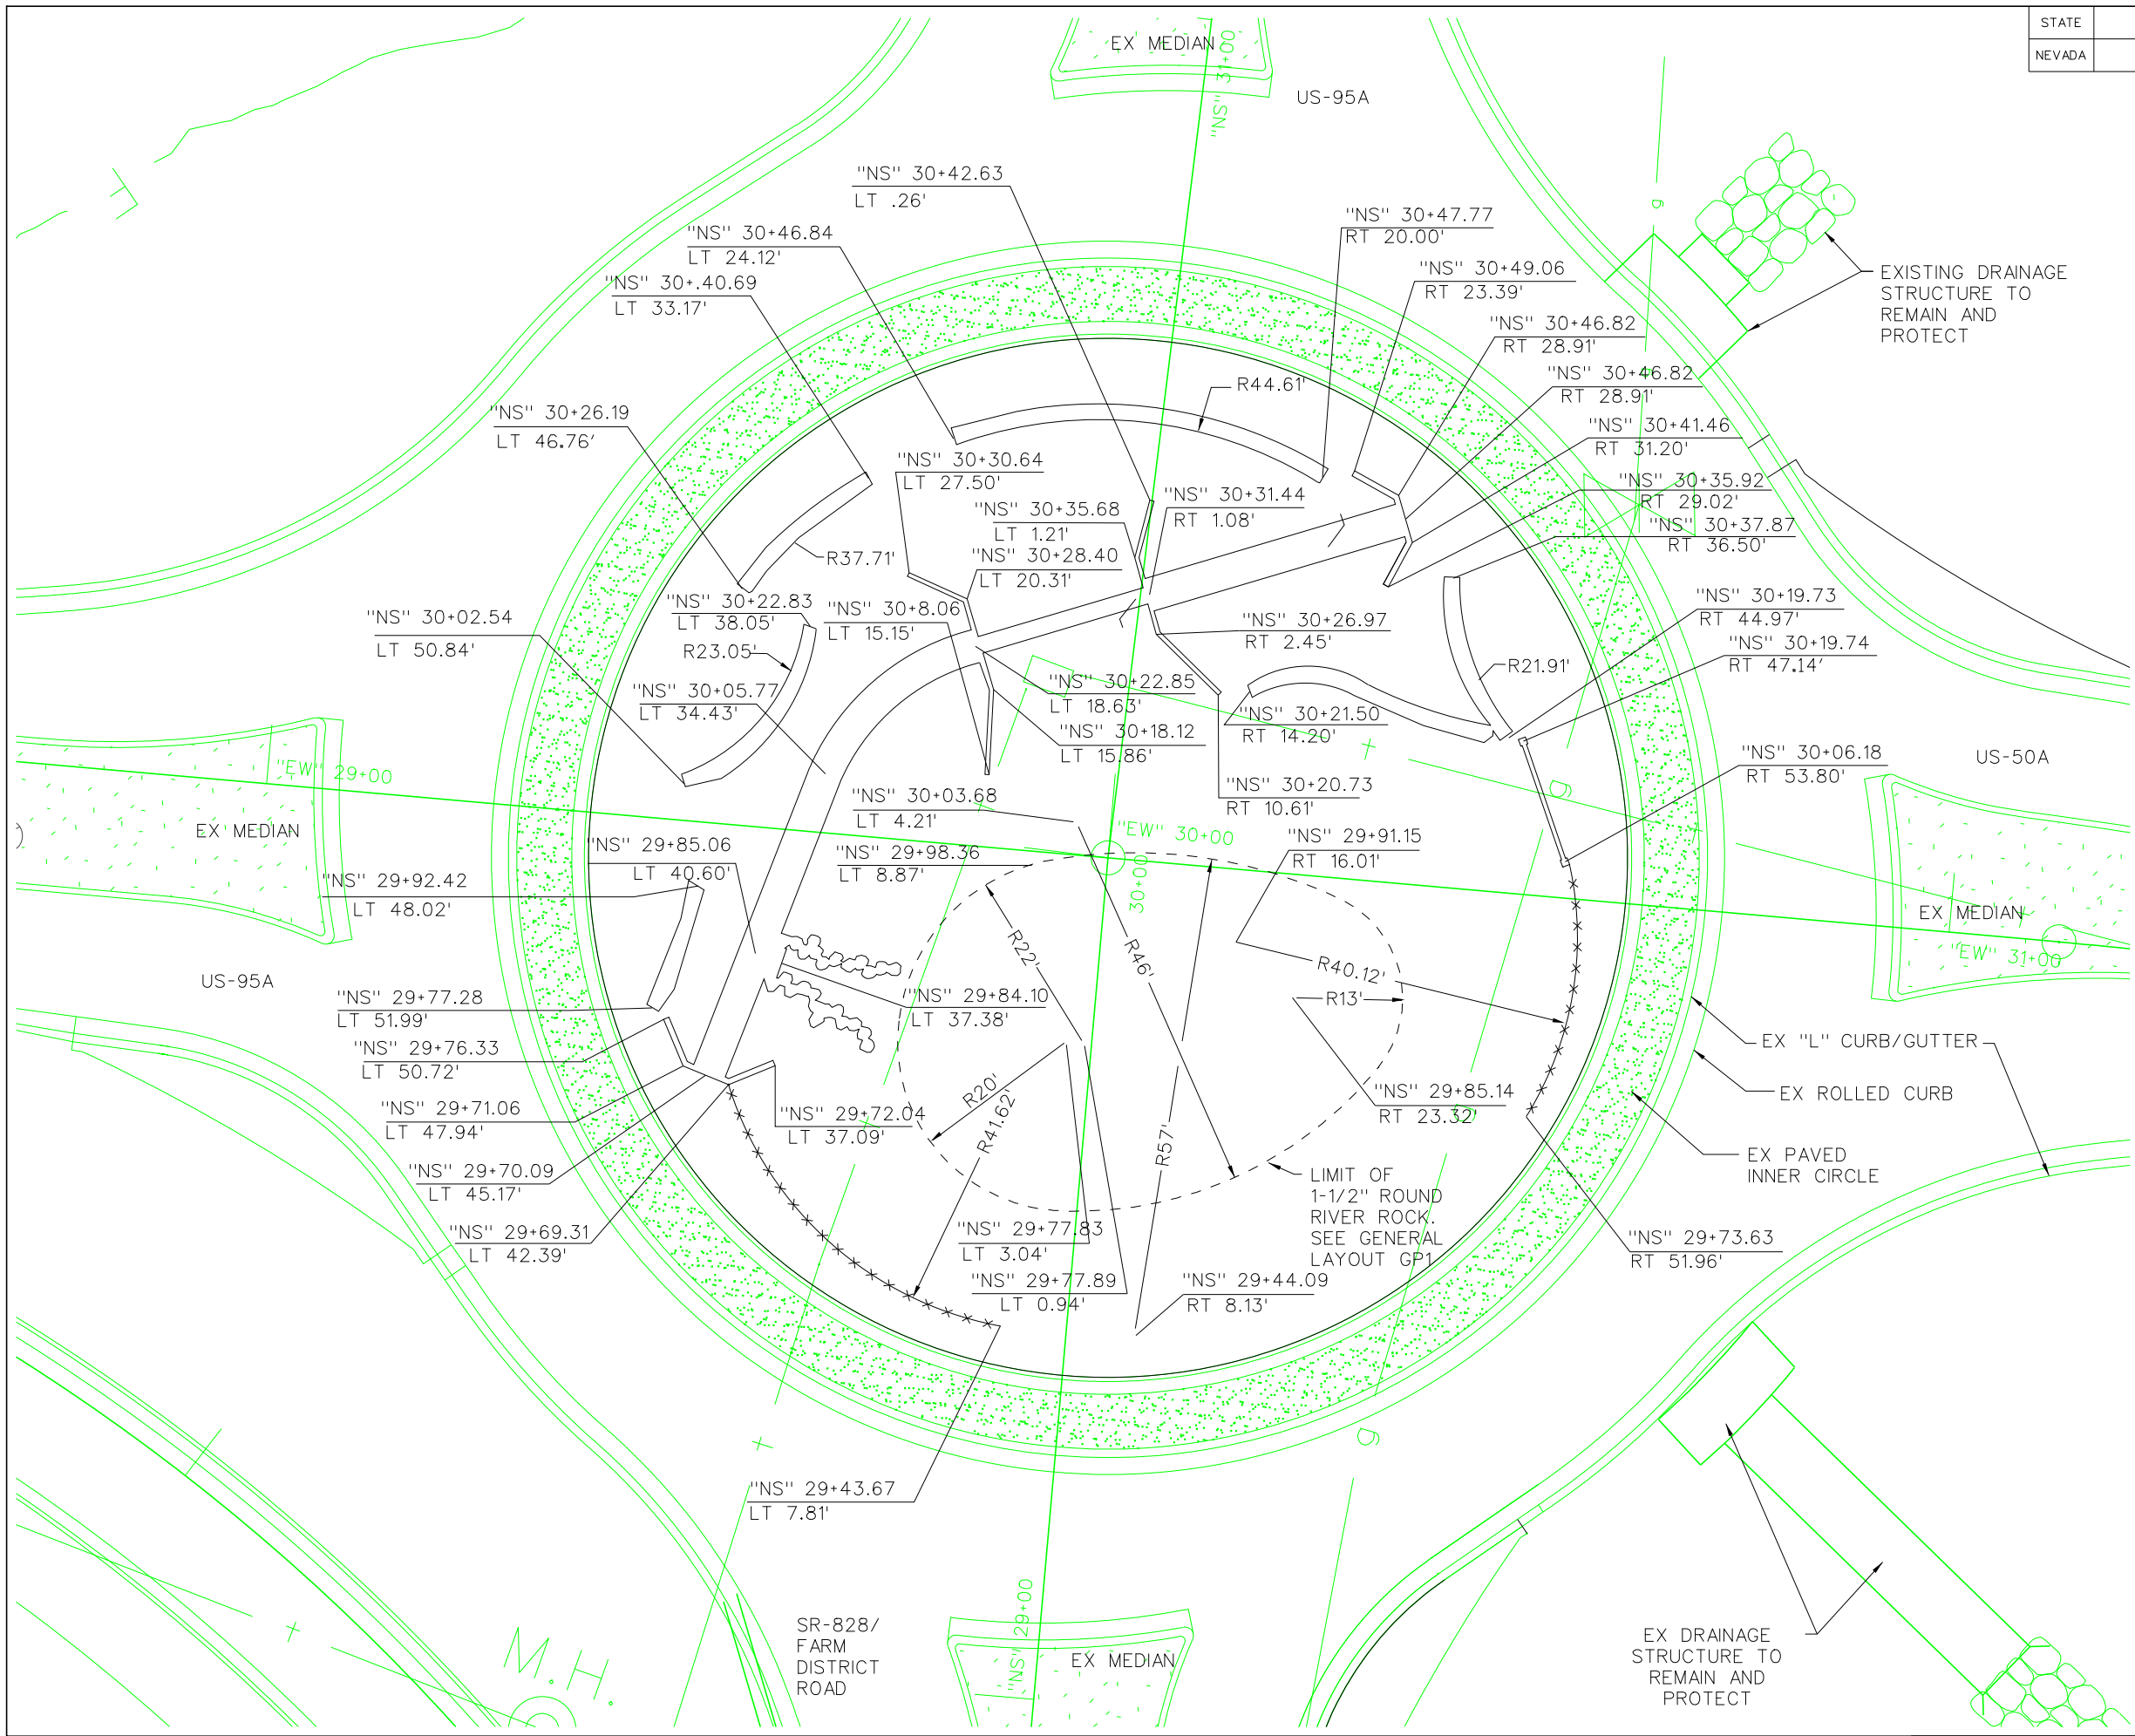 STATE
NEVADA
EX MEDIAN
"NS" 31+00
US-95A
"NS" 30+42.63
LT .26'
"NS" 30+46.84
LT 24.12'
"NS" 30+.40.69
LT 33.17'
"NS" 30+47.77
RT 20.00'
"NS" 30+49.06
RT 23.39'
"NS" 30+46.82
RT 28.91'
"NS" 30+46.82
RT 28.91'
"NS" 30+41.46
RT 31.20'
"NS" 30+35.92
RT 29.02'
"NS" 30+37.87
RT 36.50'
EXISTING DRAINAGE
STRUCTURE TO
REMAIN AND
PROTECT
R44.61'
"NS" 30+26.19
LT 46.76'
"NS" 30+30.64
LT 27.50'
"NS" 30+35.68
LT 1.21'
"NS" 30+31.44
RT 1.08'
R37.71'
"NS" 30+28.40
LT 20.31'
"NS" 30+22.83
LT 38.05'
"NS" 30+8.06
LT 15.15'
"NS" 30+02.54
LT 50.84'
R23.05'
"NS" 30+26.97
RT 2.45'
"NS" 30+19.73
RT 44.97'
"NS" 30+19.74
RT 47.14'
R21.91'
"NS" 30+05.77
LT 34.43'
"NS" 30+22.85
LT 18.63'
"NS" 30+18.12
LT 15.86'
"NS" 30+21.50
RT 14.20'
"NS" 30+06.18
RT 53.80'
US-50A
"EW" 29+00
EX MEDIAN
"NS" 30+03.68
LT 4.21'
"NS" 30+20.73
RT 10.61'
"EW" 30+00
30+00
"NS" 29+85.06
LT 40.60'
"NS" 29+98.36
LT 8.87'
"NS" 29+91.15
RT 16.01'
"NS" 29+92.42
LT 48.02'
EX MEDIAN
"EW" 31+00
R22'
R46'
R40.12'
R13'
US-95A
"NS" 29+77.28
LT 51.99'
"NS" 29+84.10
LT 37.38'
"NS" 29+76.33
LT 50.72'
EX "L" CURB/GUTTER
EX ROLLED CURB
"NS" 29+85.14
RT 23.32'
R20'
R41.62'
R57'
"NS" 29+71.06
LT 47.94'
"NS" 29+72.04
LT 37.09'
EX PAVED
INNER CIRCLE
"NS" 29+70.09
LT 45.17'
LIMIT OF
1-1/2" ROUND
RIVER ROCK.
SEE GENERAL
LAYOUT GP1
"NS" 29+69.31
LT 42.39'
"NS" 29+77.83
LT 3.04'
"NS" 29+77.89
LT 0.94'
"NS" 29+44.09
RT 8.13'
"NS" 29+73.63
RT 51.96'
"NS" 29+43.67
LT 7.81'
SR-828/
FARM
DISTRICT
ROAD
"NS" 29+00
EX MEDIAN
M.H.
EX DRAINAGE
STRUCTURE TO
REMAIN AND
PROTECT